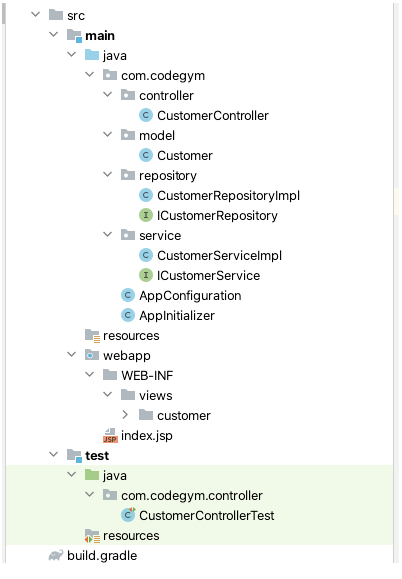 src
main
java
com.codegym
controller
C CustomerController
model
C Customer
repository
C CustomerRepositoryImpl
I ICustomerRepository
service
C CustomerServiceImpl
I ICustomerService
C AppConfiguration
C AppInitializer
resources
webapp
WEB-INF
views
customer
JSP index.jsp
test
java
com.codegym.controller
C CustomerControllerTest
resources
build.gradle